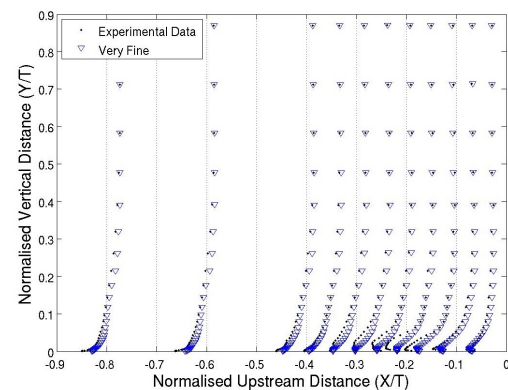 0.9
Experimental Data
Very Fine
0.8
0.7
0.6
0.5
0.4
0.3
0.2
0.1
0
Normalised Vertical Distance (Y/T)
-0.9 -0.8 -0.7 -0.6 -0.5 -0.4 -0.3 -0.2 -0.1 0
Normalised Upstream Distance (X/T)